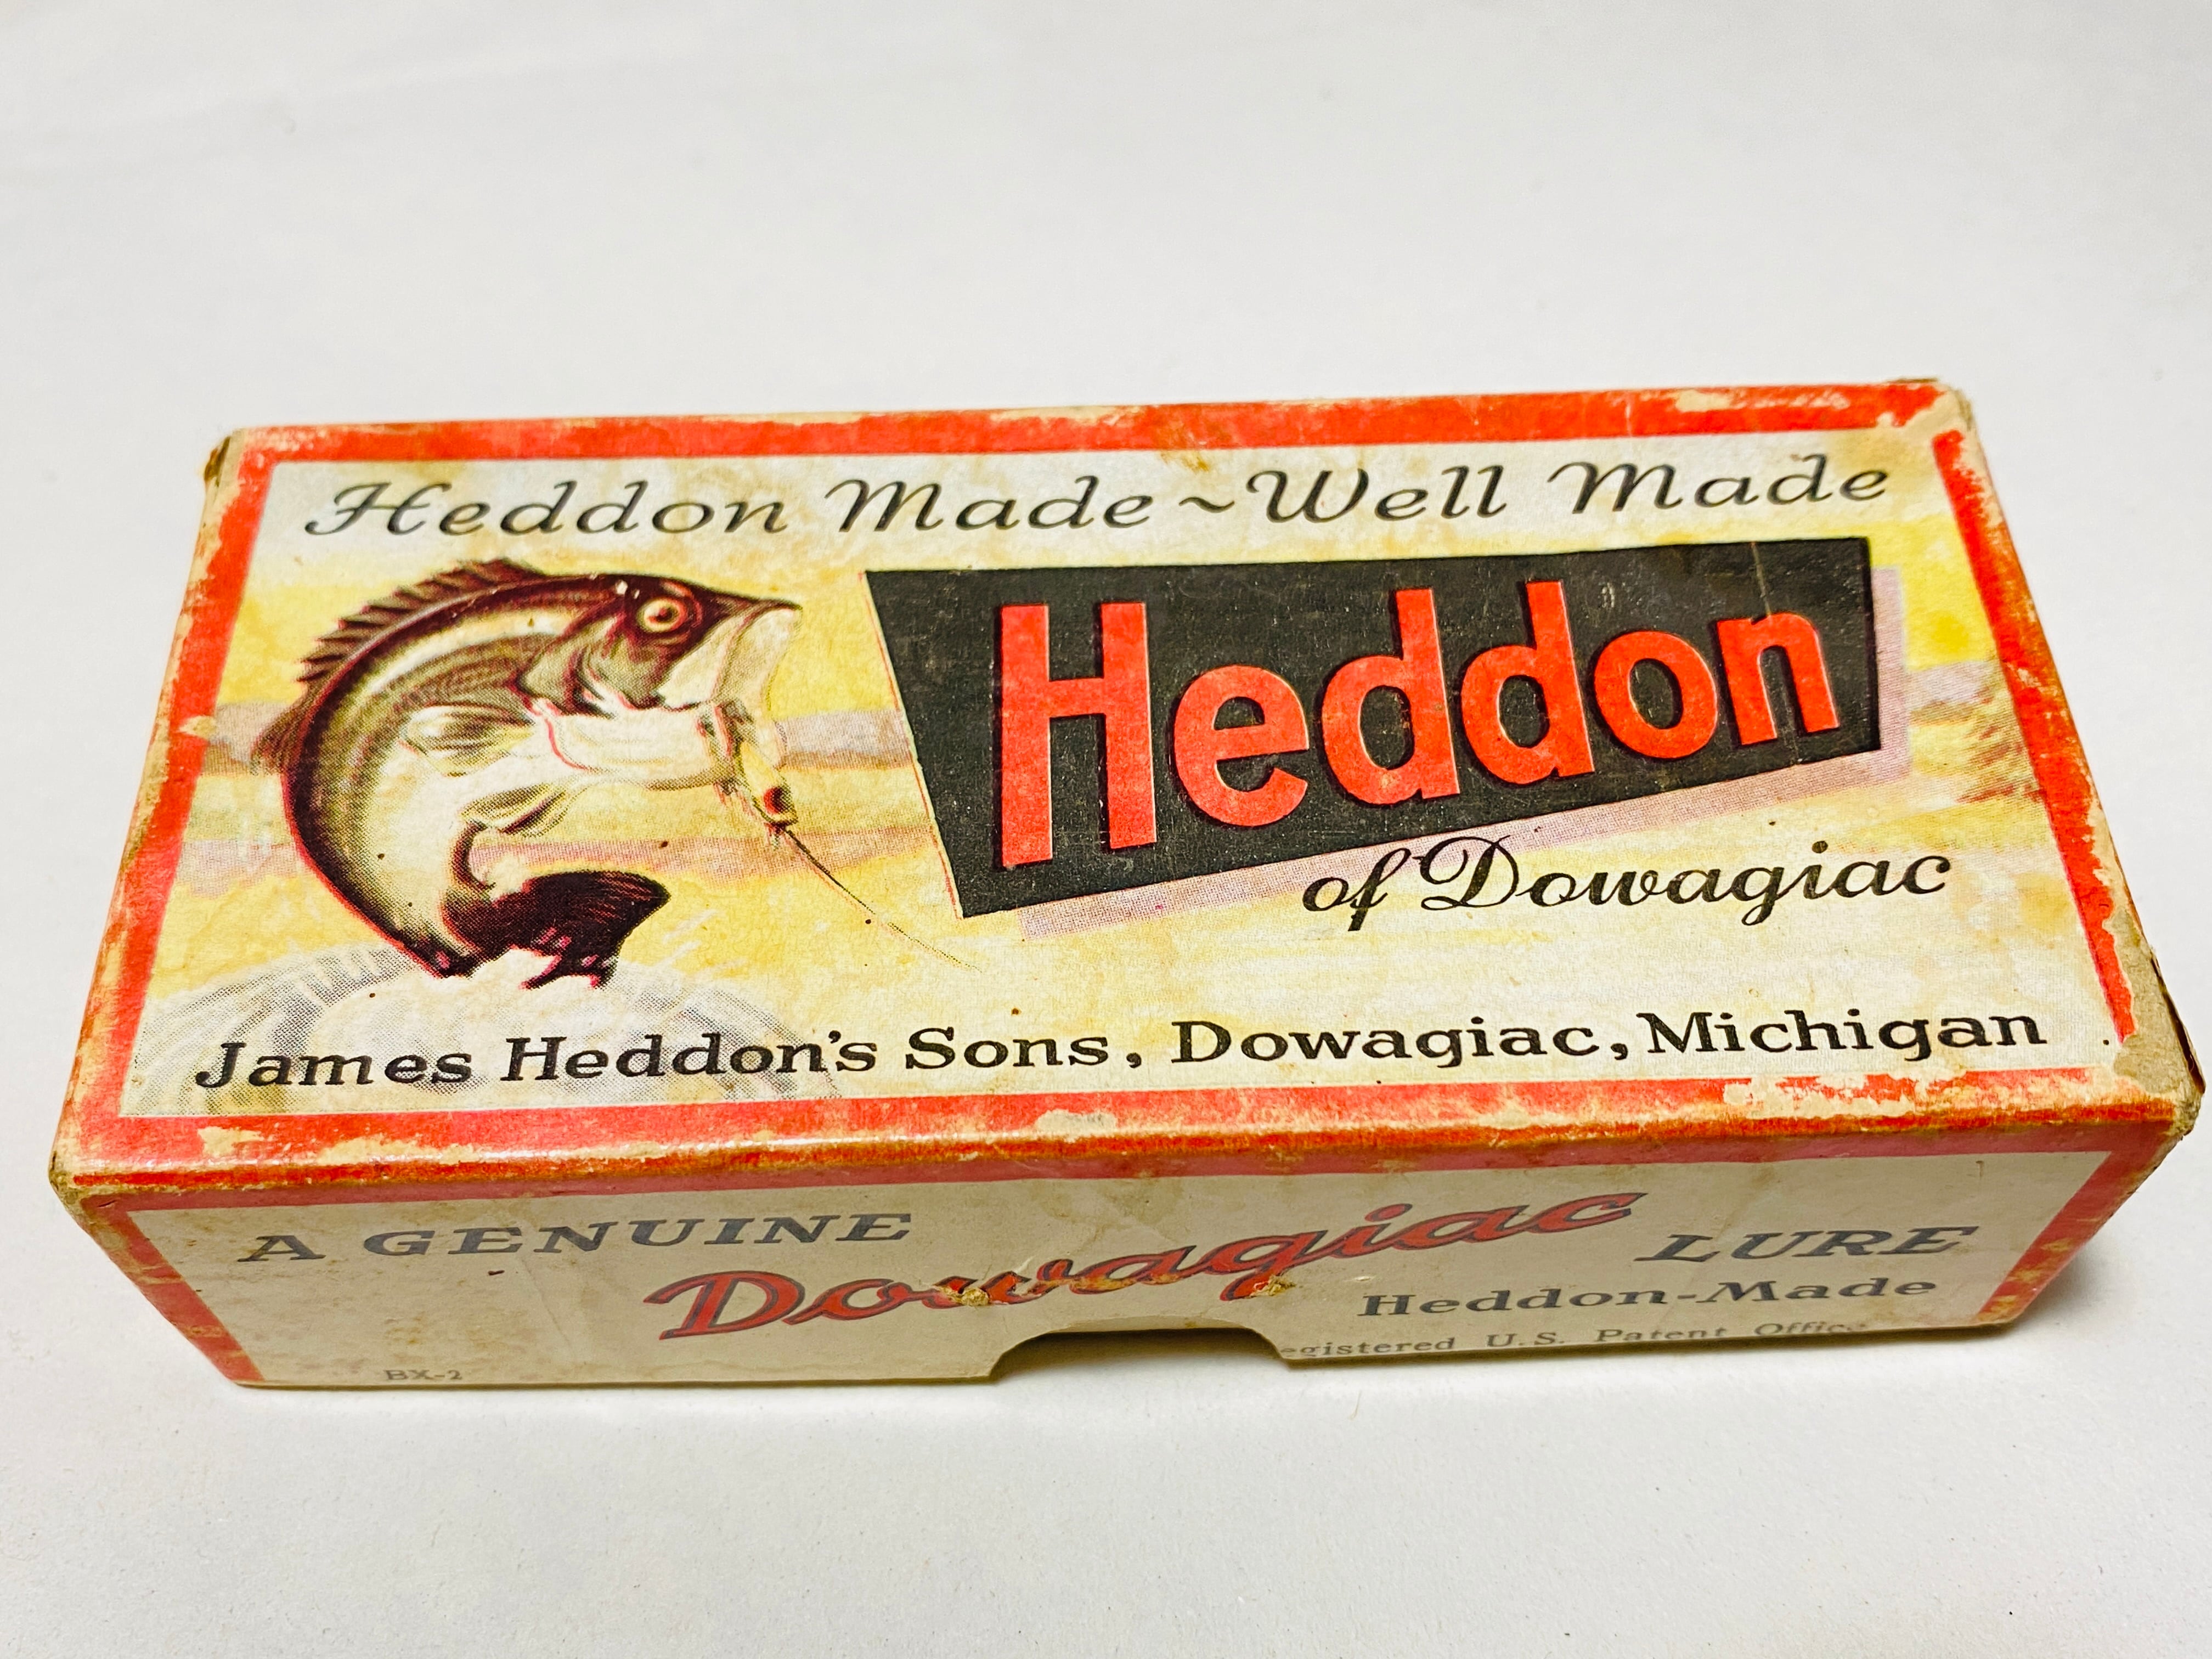 Heddon Made ~ Well Made
Heddon
of Dowagiac
James Heddon's Sons, Dowagiac, Michigan
A GENUINE Dowagiac LURE
Heddon-Made
egistered U.S. Patent Office
BX-2